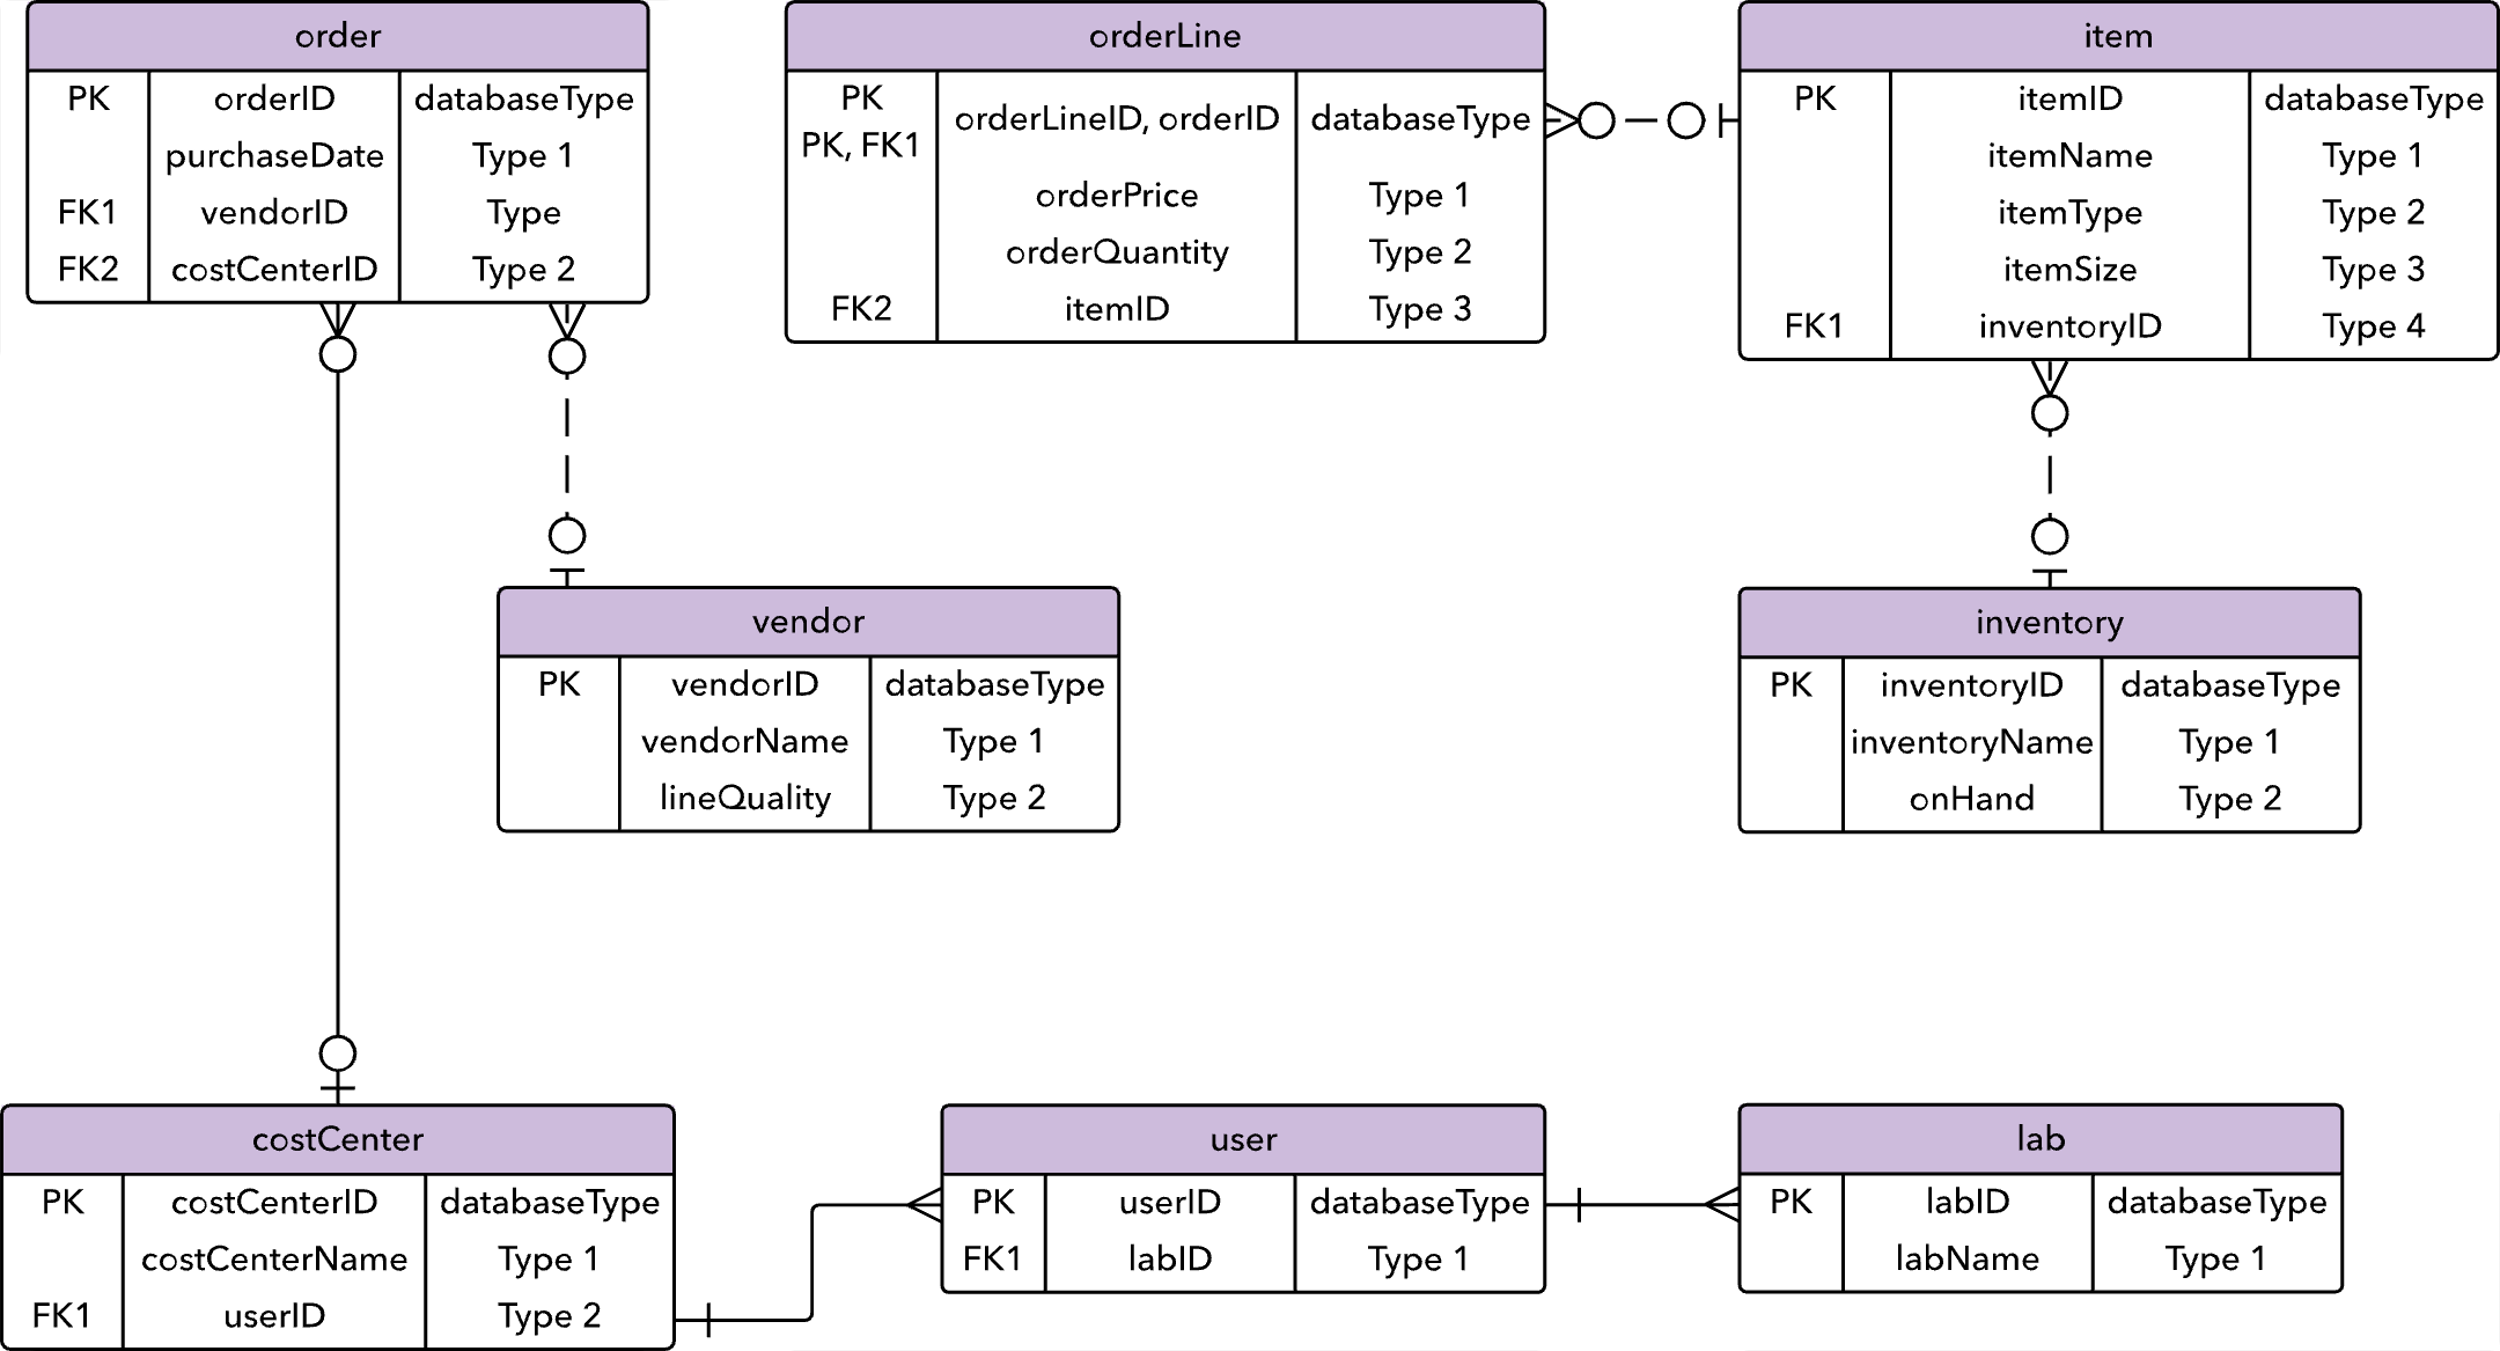 order
PK orderID databaseType
purchaseDate Type 1
FK1 vendorID Type
FK2 costCenterID Type 2
orderLine
PK
PK, FK1 orderLineID, orderID databaseType
orderPrice Type 1
orderQuantity Type 2
FK2 itemID Type 3
item
PK itemID databaseType
itemName Type 1
itemType Type 2
itemSize Type 3
FK1 inventoryID Type 4
vendor
PK vendorID databaseType
vendorName Type 1
lineQuality Type 2
inventory
PK inventoryID databaseType
inventoryName Type 1
onHand Type 2
costCenter
PK costCenterID databaseType
costCenterName Type 1
FK1 userID Type 2
user
PK userID databaseType
FK1 labID Type 1
lab
PK labID databaseType
labName Type 1